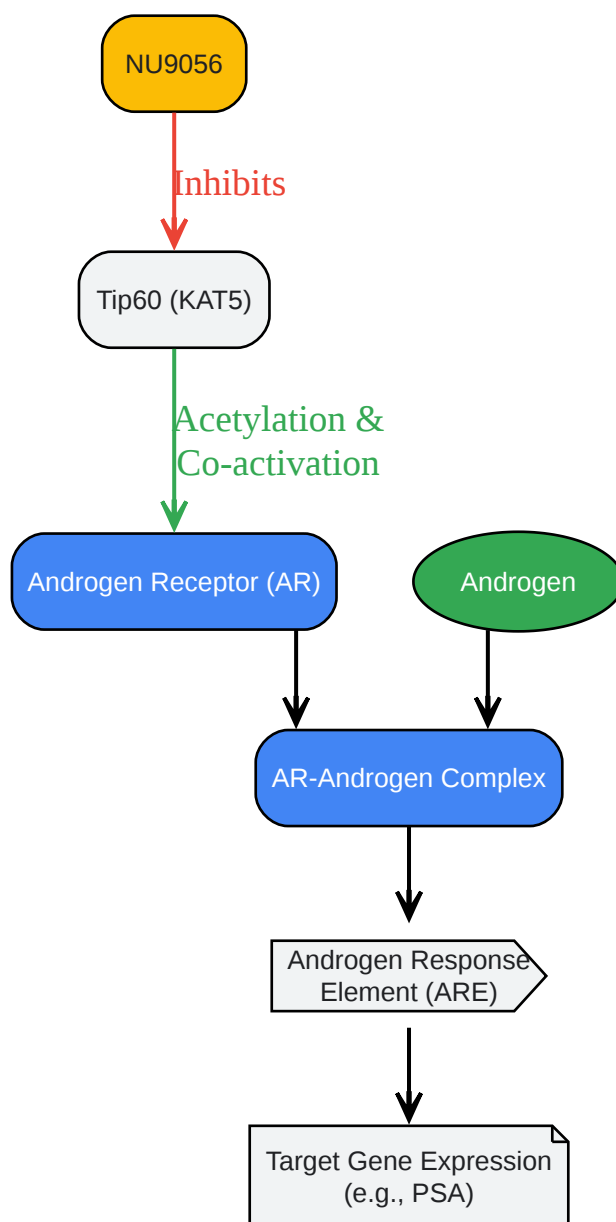 NU9056
Inhibits
Tip60 (KAT5)
Acetylation &
Co-activation
Androgen Receptor (AR)
Androgen
AR-Androgen Complex
Androgen Response
Element (ARE)
Target Gene Expression
(e.g., PSA)